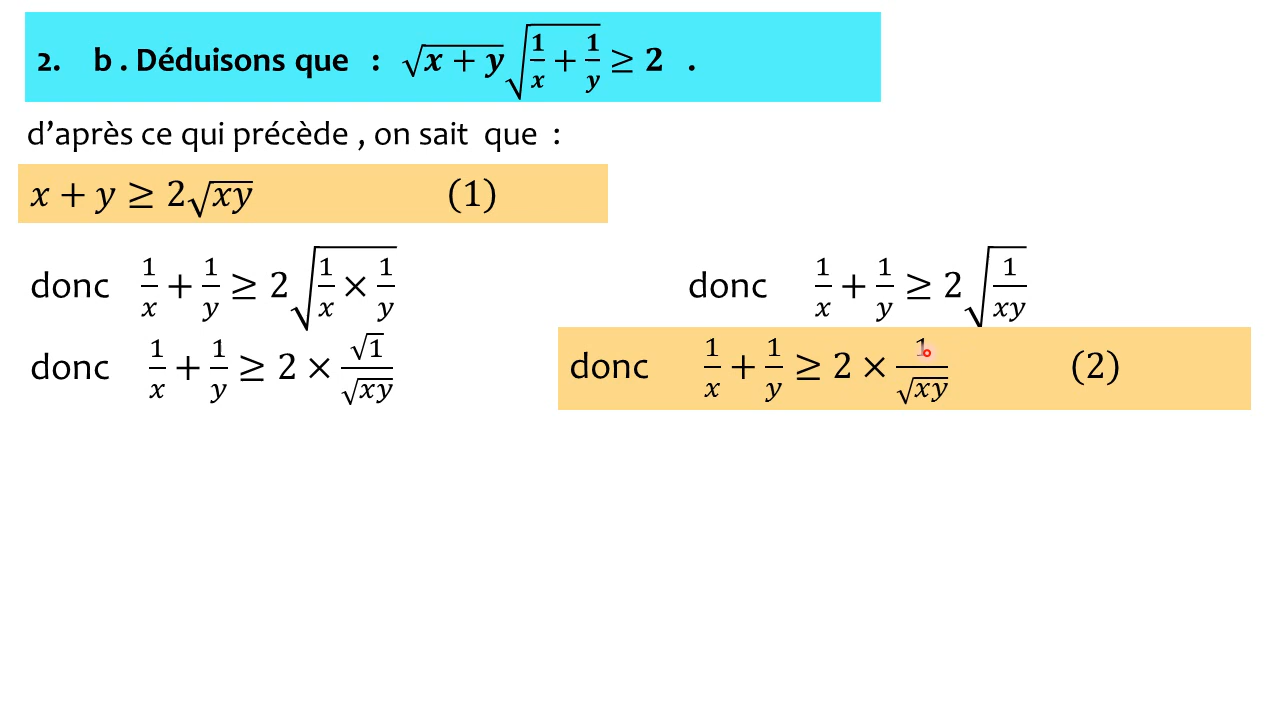 2. b . Déduisons que : √(x + y) √(1/x + 1/y) ≥ 2 .
d’après ce qui précède , on sait que :
x + y ≥ 2√(xy) (1)
donc 1/x + 1/y ≥ 2√(1/x × 1/y) donc 1/x + 1/y ≥ 2√(1/xy)
donc 1/x + 1/y ≥ 2 × √1/√(xy) donc 1/x + 1/y ≥ 2 × 1/√(xy) (2)